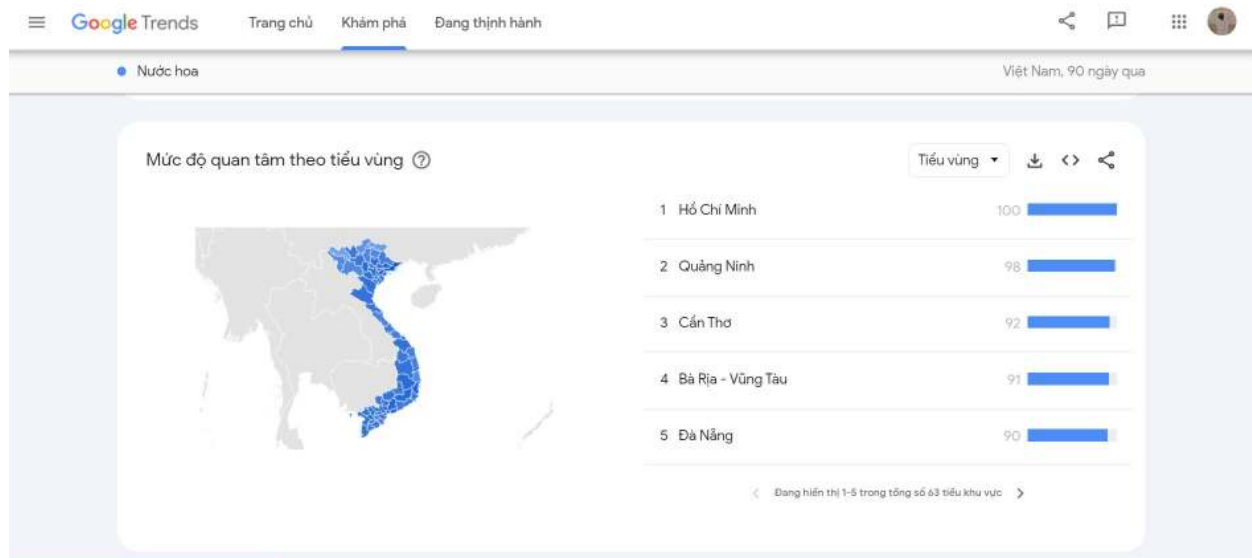 Google Trends Trang chủ Khám phá Đang thịnh hành
Nước hoa Việt Nam, 90 ngày qua
Mức độ quan tâm theo tiểu vùng
Tiểu vùng
1 Hồ Chí Minh 100
2 Quảng Ninh 98
3 Cần Thơ 92
4 Bà Rịa - Vũng Tàu 91
5 Đà Nẵng 90
Đang hiển thị 1-5 trong tổng số 63 tiểu khu vực